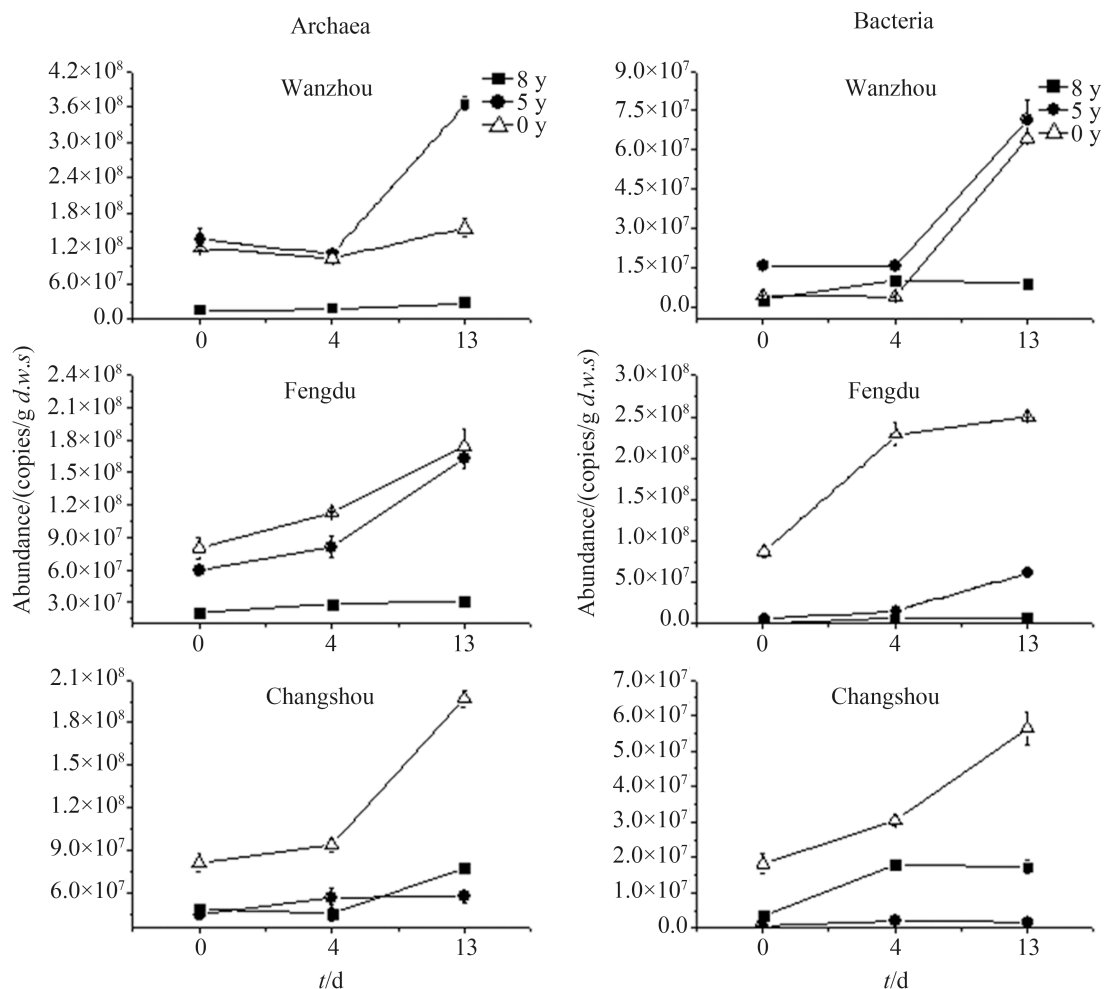 Archaea
Wanzhou
8 y
5 y
0 y
4.2×10⁸
3.6×10⁸
3.0×10⁸
2.4×10⁸
1.8×10⁸
1.2×10⁸
6.0×10⁷
0.0
0 4 13
Bacteria
Wanzhou
8 y
5 y
0 y
9.0×10⁷
7.5×10⁷
6.0×10⁷
4.5×10⁷
3.0×10⁷
1.5×10⁷
0.0
0 4 13
Abundance/(copies/g d.w.s)
Fengdu
2.4×10⁸
2.1×10⁸
1.8×10⁸
1.5×10⁸
1.2×10⁸
9.0×10⁷
6.0×10⁷
3.0×10⁷
0 4 13
Abundance/(copies/g d.w.s)
Fengdu
3.0×10⁸
2.5×10⁸
2.0×10⁸
1.5×10⁸
1.0×10⁸
5.0×10⁷
0.0
0 4 13
Changshou
2.1×10⁸
1.8×10⁸
1.5×10⁸
1.2×10⁸
9.0×10⁷
6.0×10⁷
0 4 13
t/d
Changshou
7.0×10⁷
6.0×10⁷
5.0×10⁷
4.0×10⁷
3.0×10⁷
2.0×10⁷
1.0×10⁷
0.0
0 4 13
t/d